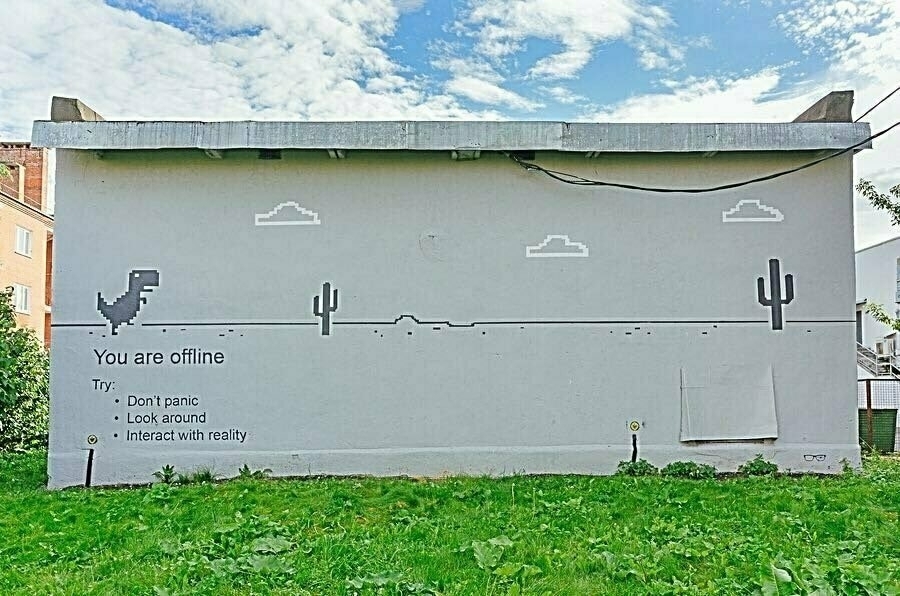 You are offline
Try:
• Don't panic
• Look around
• Interact with reality